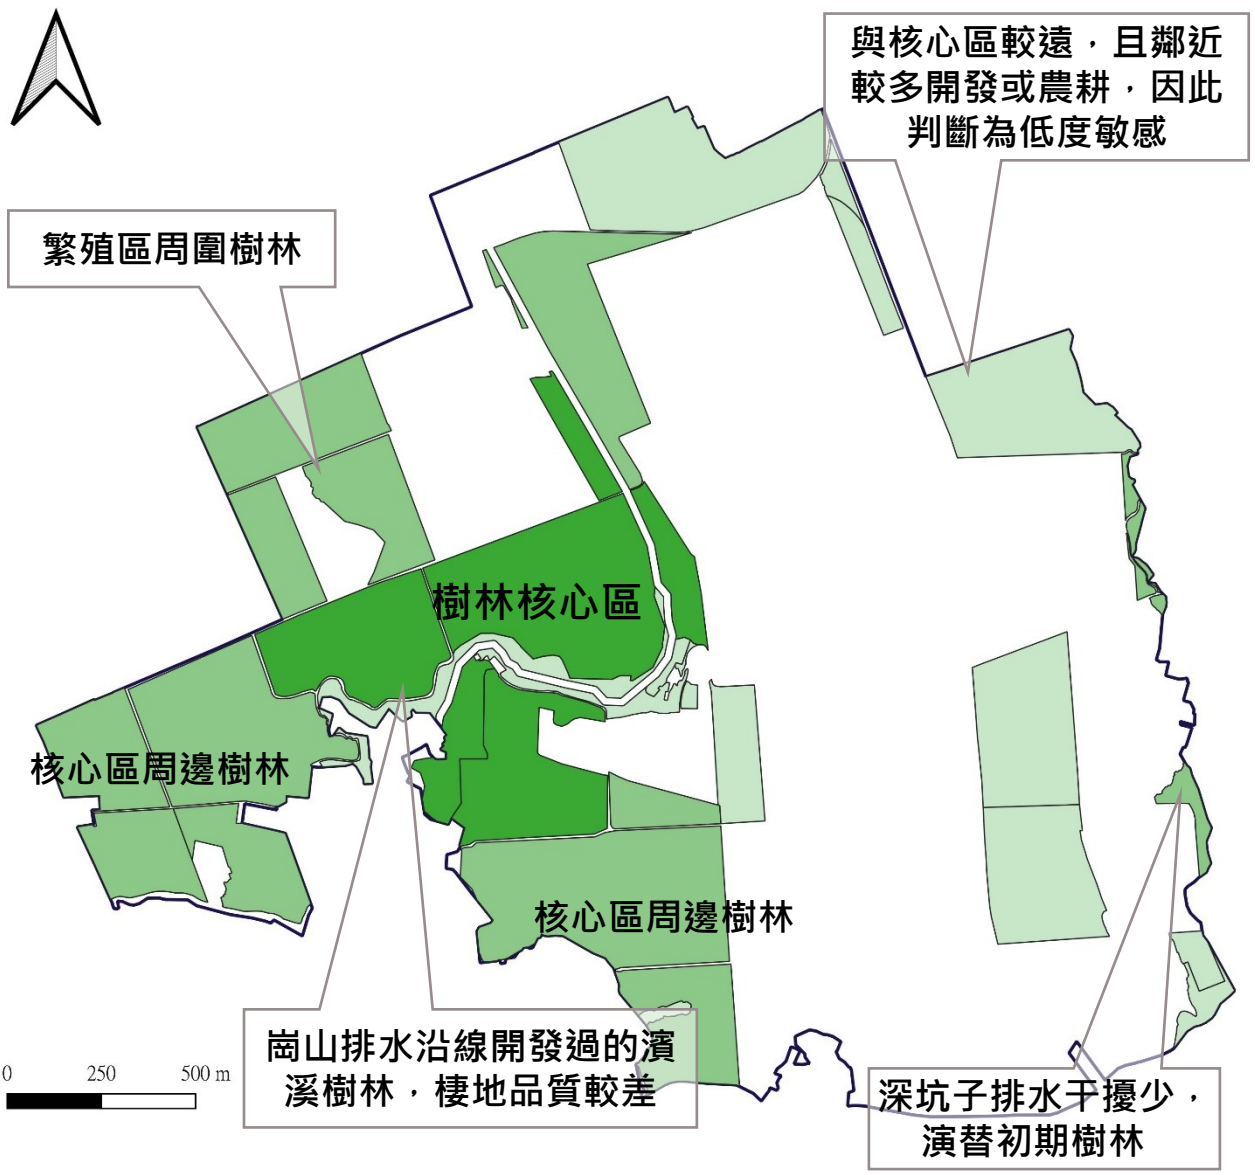 與核心區較遠，且鄰近
較多開發或農耕，因此
判斷為低度敏感
繁殖區周圍樹林
樹林核心區
核心區周邊樹林
核心區周邊樹林
崗山排水沿線開發過的濱
溪樹林，棲地品質較差
0 250 500 m
深坑子排水干擾少，
演替初期樹林